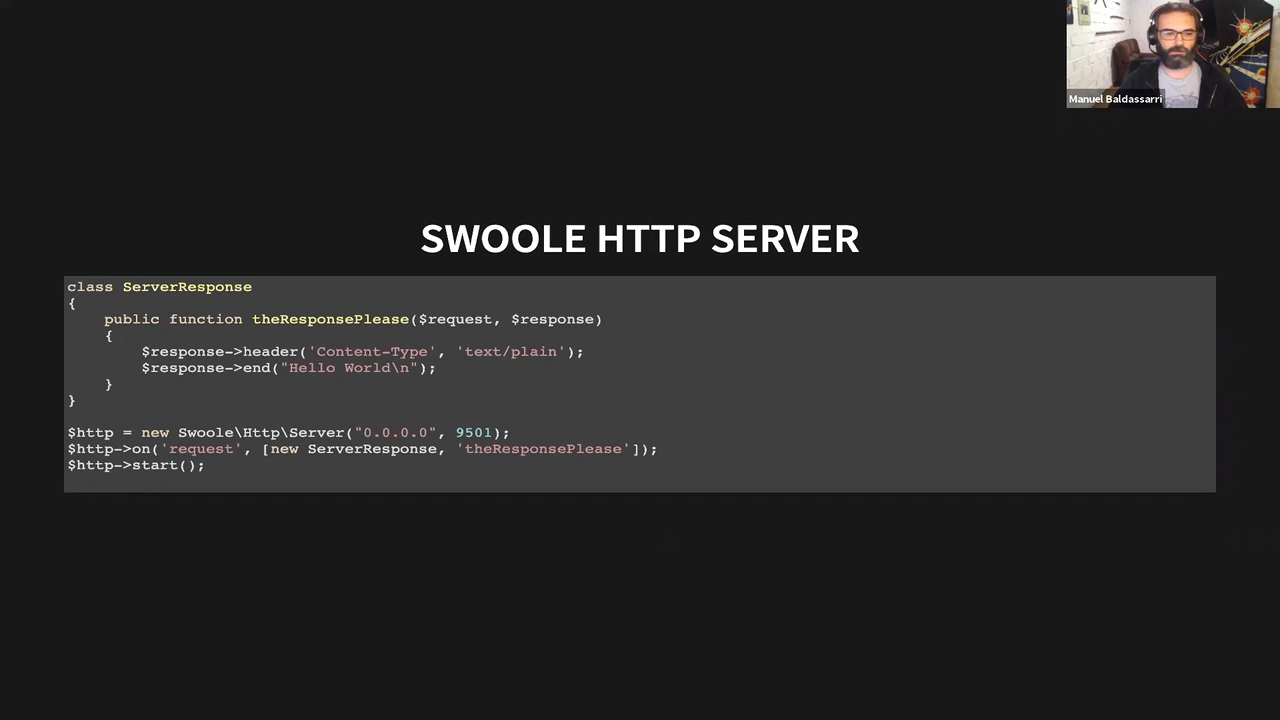 Manuel Baldassarri
SWOOLE HTTP SERVER
class ServerResponse
{
    public function theResponsePlease($request, $response)
    {
        $response->header('Content-Type', 'text/plain');
        $response->end("Hello World\n");
    }
}

$http = new Swoole\Http\Server("0.0.0.0", 9501);
$http->on('request', [new ServerResponse, 'theResponsePlease']);
$http->start();